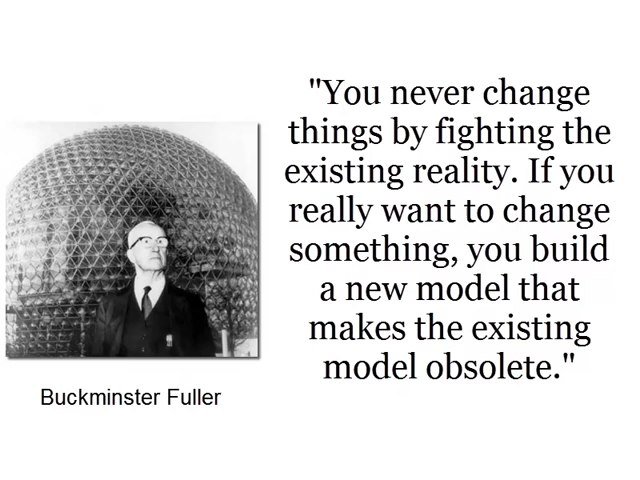 "You never change
things by fighting the
existing reality. If you
really want to change
something, you build
a new model that
makes the existing
model obsolete."
Buckminster Fuller